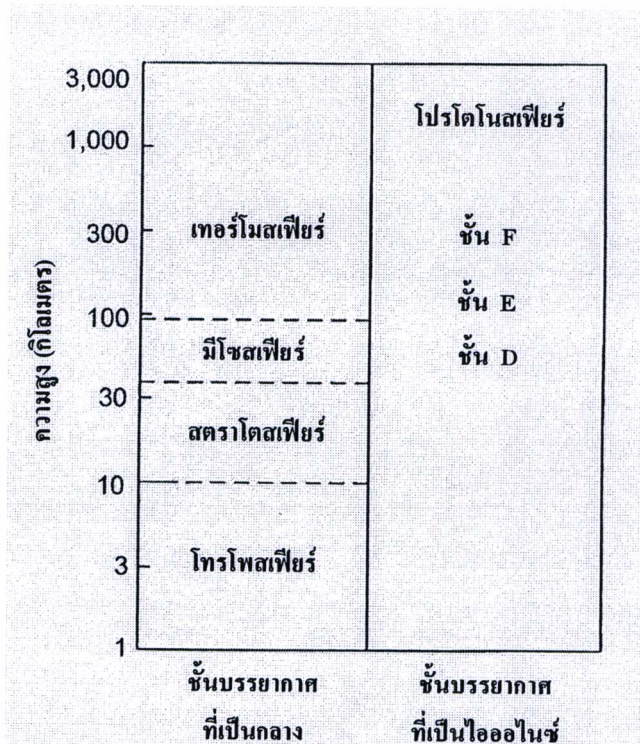 ความสูง (กิโลเมตร)
3,000
1,000
300
100
30
10
3
1
เทอร์โมสเฟียร์
มีโซสเฟียร์
สตราโตสเฟียร์
โทรโพสเฟียร์
โปรโตโนสเฟียร์
ชั้น F
ชั้น E
ชั้น D
ชั้นบรรยากาศ
ที่เป็นกลาง
ชั้นบรรยากาศ
ที่เป็นไอออไนซ์